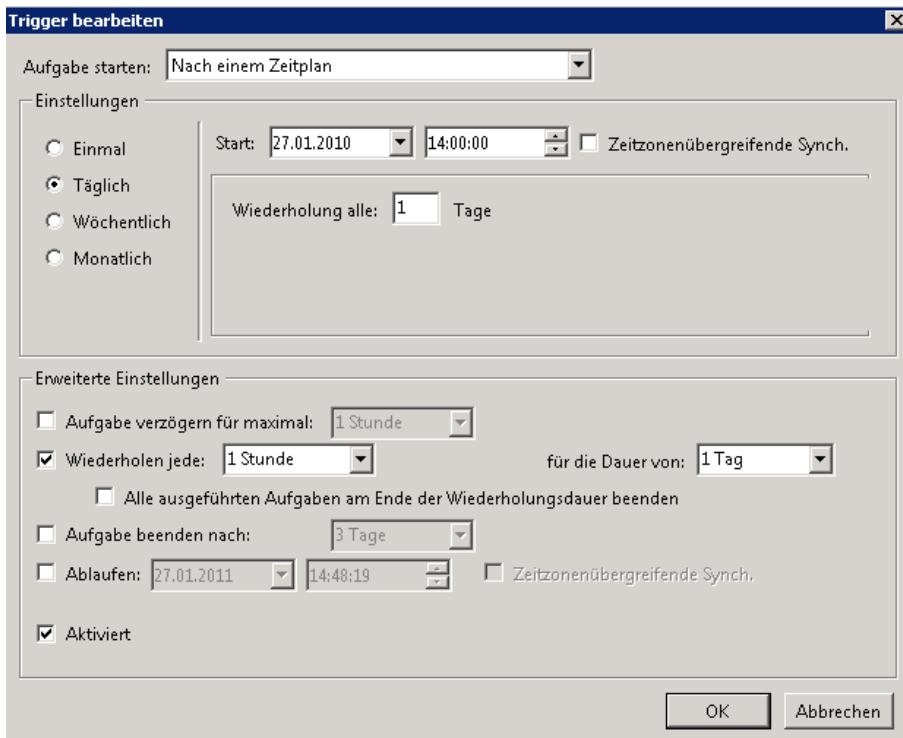 Trigger bearbeiten
Aufgabe starten: Nach einem Zeitplan
Einstellungen
Start: 27.01.2010 14:00:00 Zeitzonenübergreifende Synch.
Einmal
Täglich
Wöchentlich
Monatlich
Wiederholung alle: 1 Tage
Erweiterte Einstellungen
Aufgabe verzögern für maximal: 1 Stunde
Wiederholen jede: 1 Stunde für die Dauer von: 1 Tag
Alle ausgeführten Aufgaben am Ende der Wiederholungsdauer beenden
Aufgabe beenden nach: 3 Tage
Ablaufen: 27.01.2011 14:48:19 Zeitzonenübergreifende Synch.
Aktiviert
OK Abbrechen